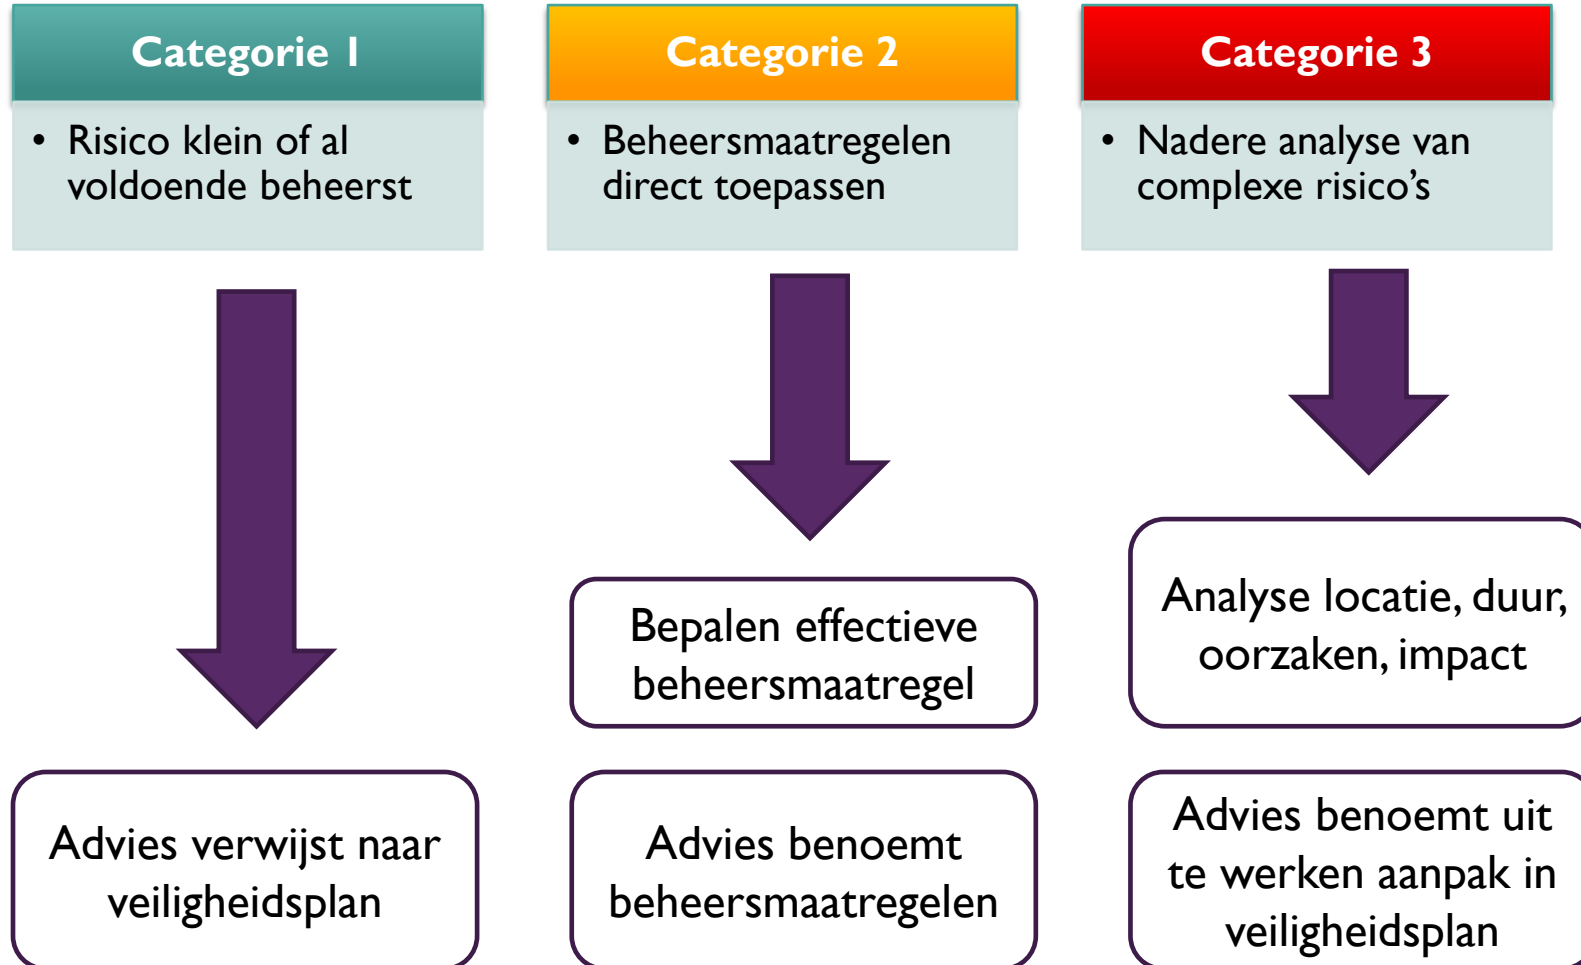 Categorie 1
• Risico klein of al
voldoende beheerst
Advies verwijst naar
veiligheidsplan
Categorie 2
• Beheersmaatregelen
direct toepassen
Bepalen effectieve
beheersmaatregel
Advies benoemt
beheersmaatregelen
Categorie 3
• Nadere analyse van
complexe risico’s
Analyse locatie, duur,
oorzaken, impact
Advies benoemt uit
te werken aanpak in
veiligheidsplan